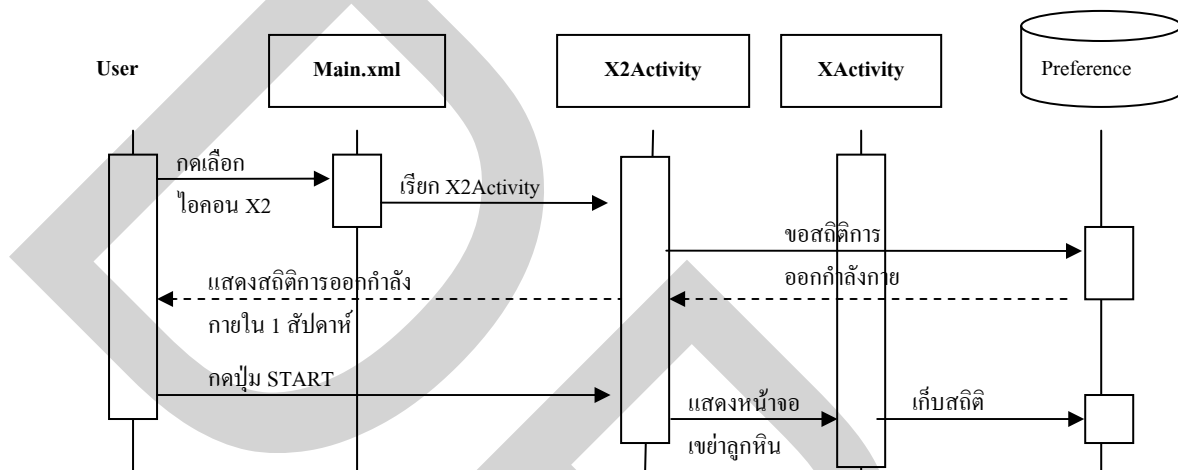 User
Main.xml
X2Activity
XActivity
Preference
กดเลือก
ไอคอน X2
เรียก X2Activity
ขอสถิติการ
ออกกำลังกาย
แสดงสถิติการออกกำลัง
กายใน 1 สัปดาห์
กดปุ่ม START
แสดงหน้าจอ
เขย่าลูกหิน
เก็บสถิติ